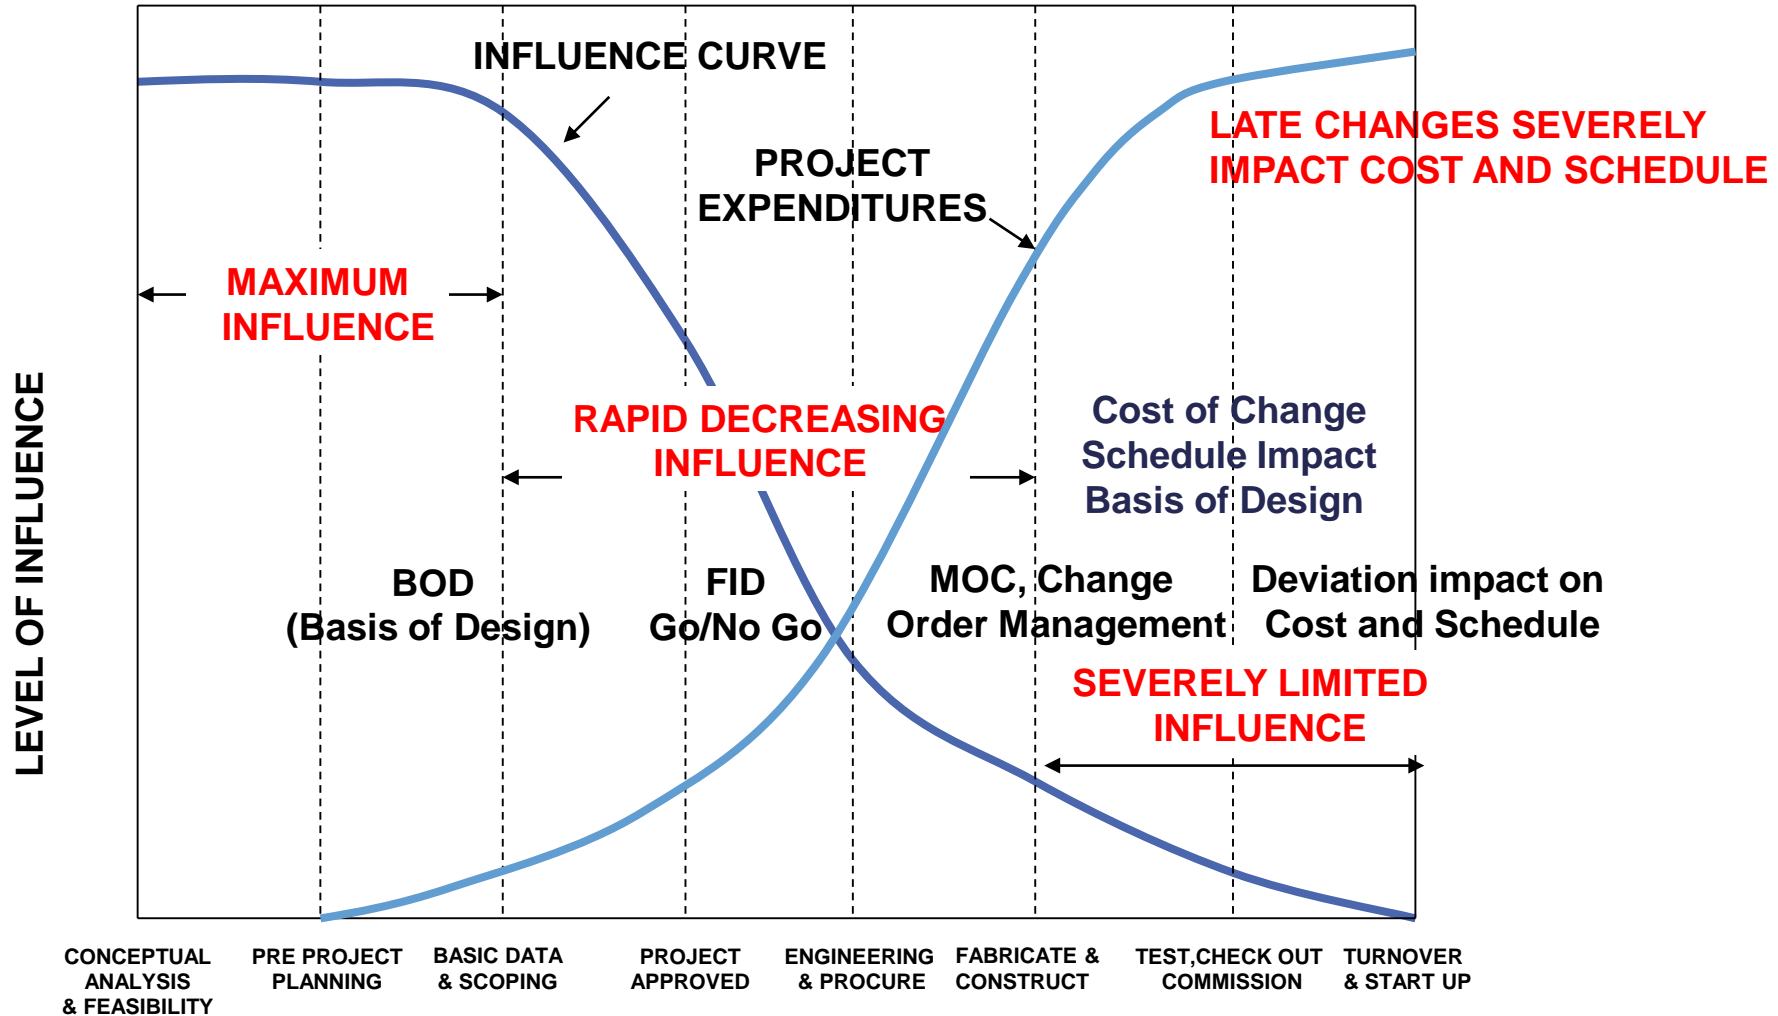 INFLUENCE CURVE
LATE CHANGES SEVERELY
IMPACT COST AND SCHEDULE
PROJECT
EXPENDITURES
MAXIMUM
INFLUENCE
LEVEL OF INFLUENCE
RAPID DECREASING
INFLUENCE
Cost of Change
Schedule Impact
Basis of Design
BOD
(Basis of Design)
FID
Go/No Go
MOC, Change
Order Management
Deviation impact on
Cost and Schedule
SEVERELY LIMITED
INFLUENCE
CONCEPTUAL
ANALYSIS
& FEASIBILITY
PRE PROJECT
PLANNING
BASIC DATA
& SCOPING
PROJECT
APPROVED
ENGINEERING
& PROCURE
FABRICATE &
CONSTRUCT
TEST,CHECK OUT
COMMISSION
TURNOVER
& START UP